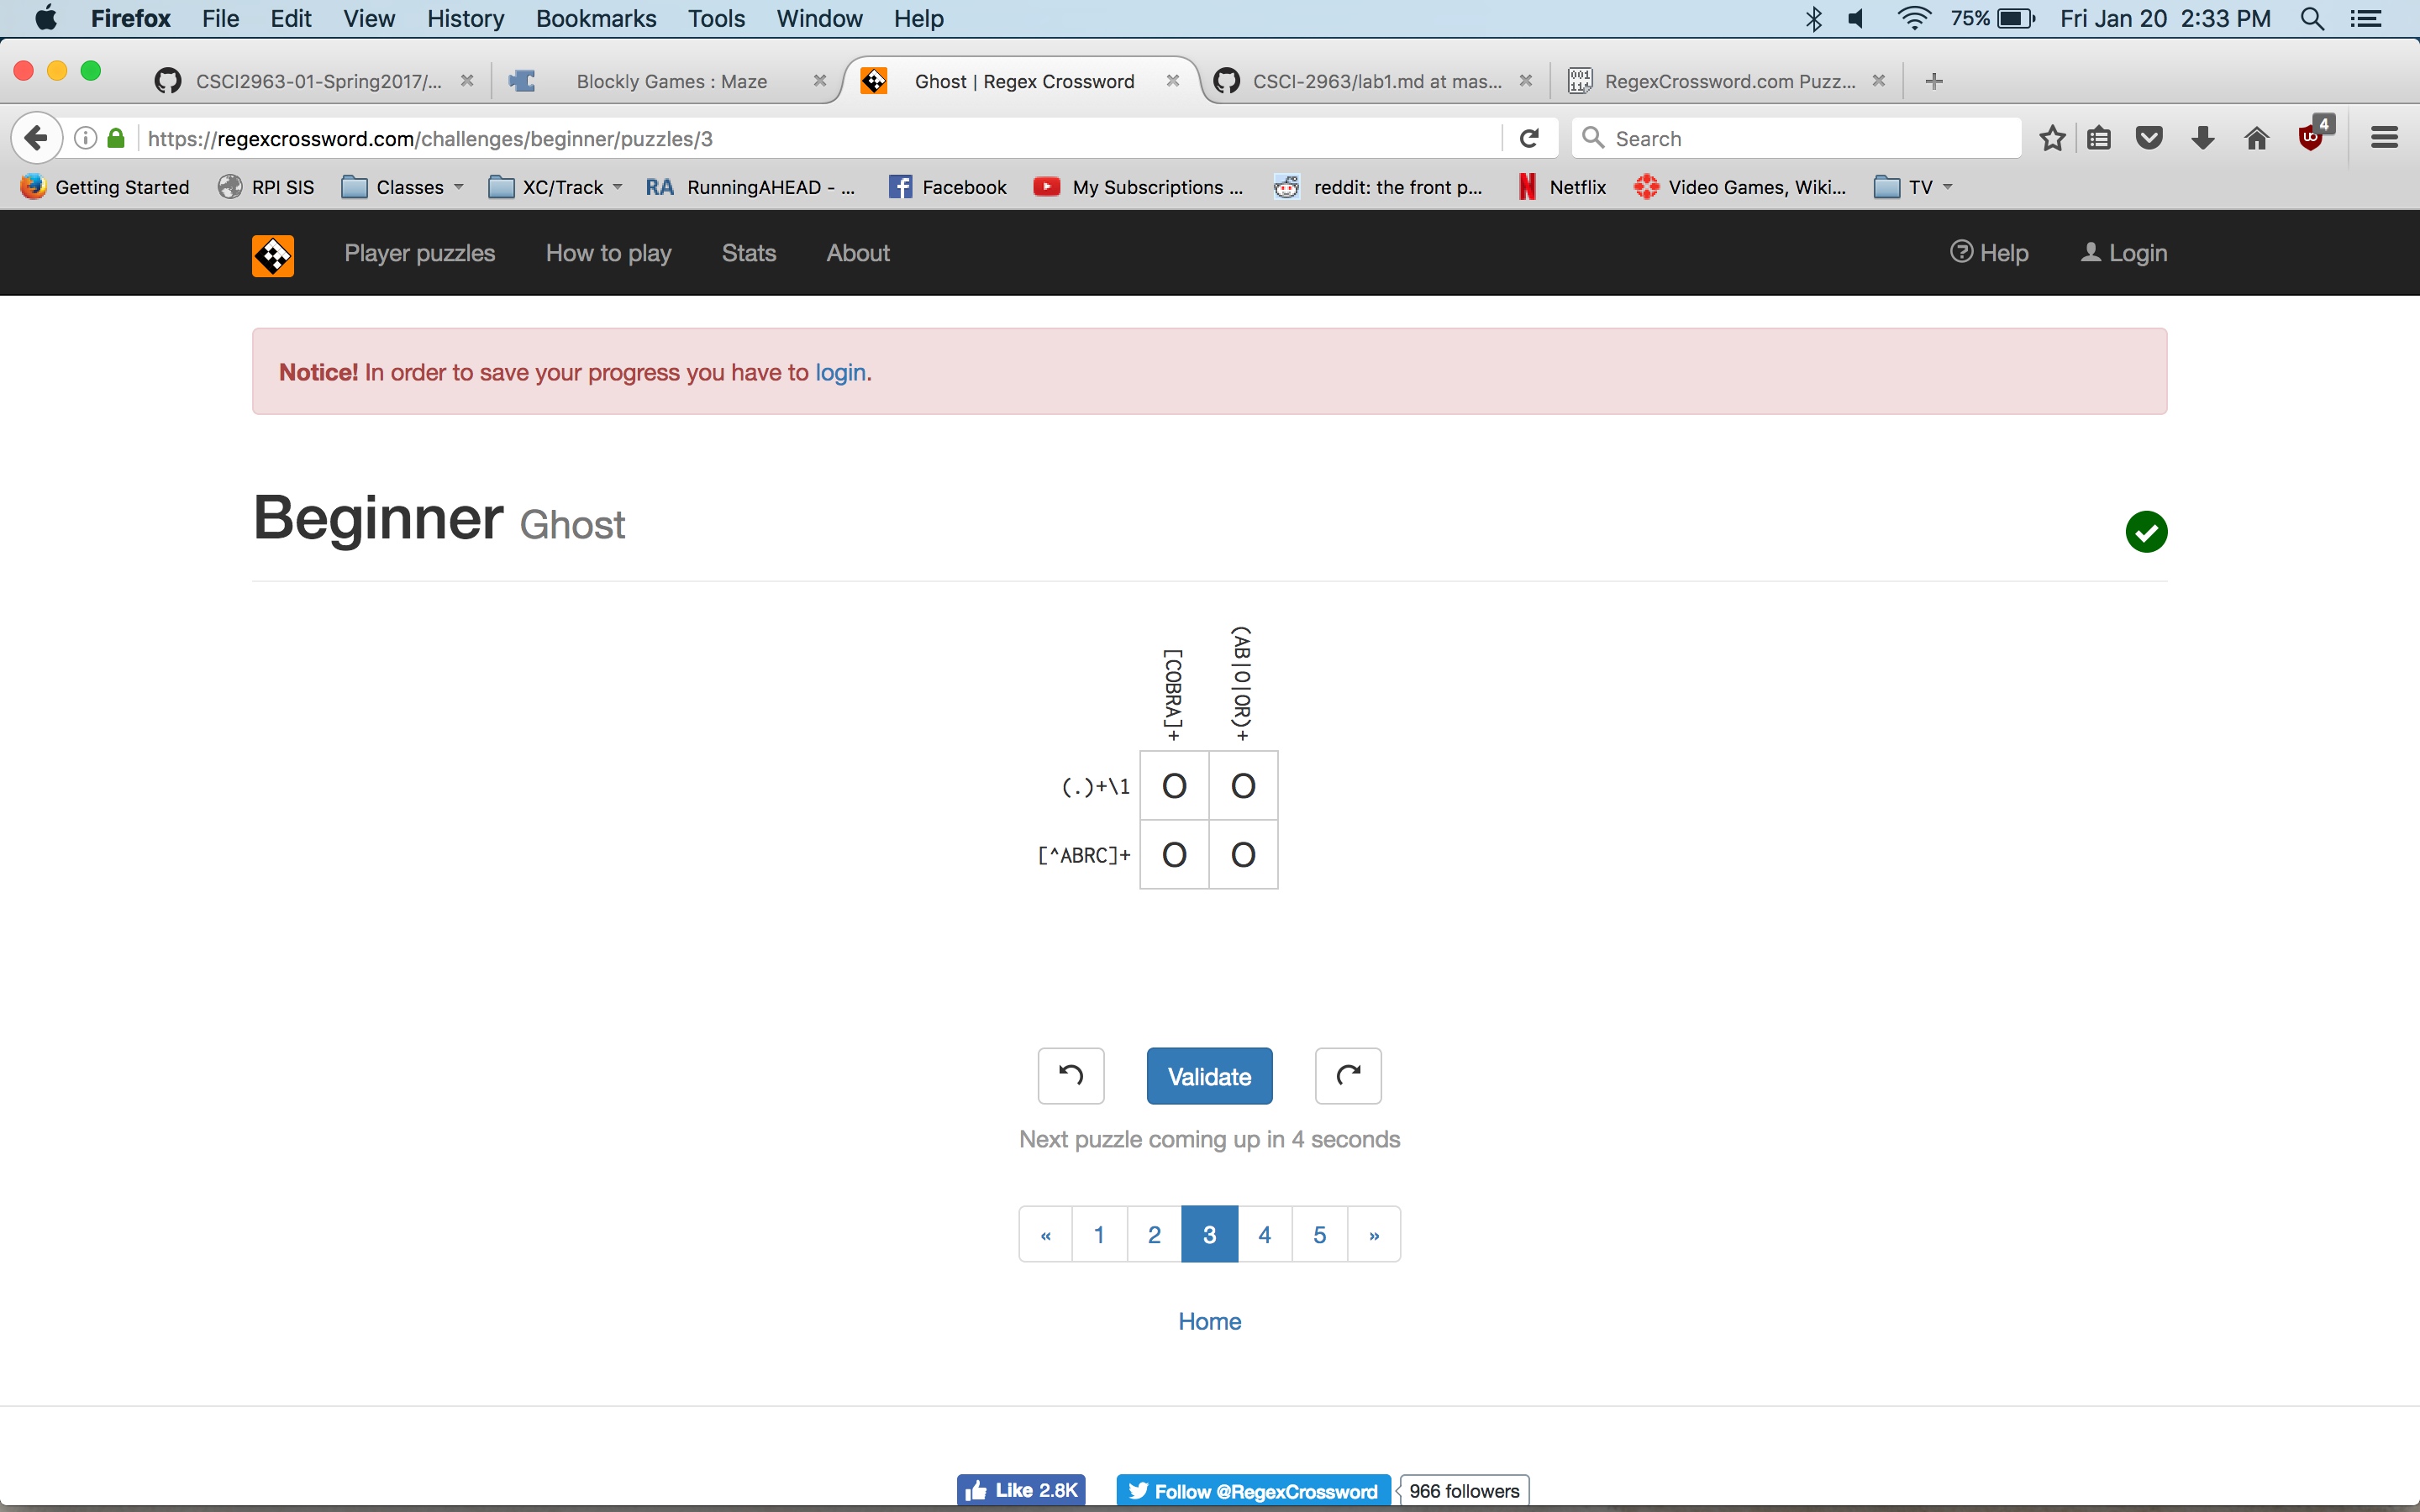 Firefox File Edit View History Bookmarks Tools Window Help 75% Fri Jan 20 2:33 PM
CSCI2963-01-Spring2017/... Blockly Games : Maze Ghost | Regex Crossword CSCI-2963/lab1.md at mas... RegexCrossword.com Puzz...
https://regexcrossword.com/challenges/beginner/puzzles/3 Search 4
Getting Started RPI SIS Classes XC/Track RA RunningAHEAD - ... Facebook My Subscriptions ... reddit: the front p... Netflix Video Games, Wiki... TV
Player puzzles How to play Stats About Help Login
Notice! In order to save your progress you have to login.
Beginner Ghost
[COBRA]+ (AB|O|OR)+
(.)+\1 O O
[^ABRC]+ O O
Validate
Next puzzle coming up in 4 seconds
« 1 2 3 4 5 »
Home
Like 2.8K Follow @RegexCrossword 966 followers